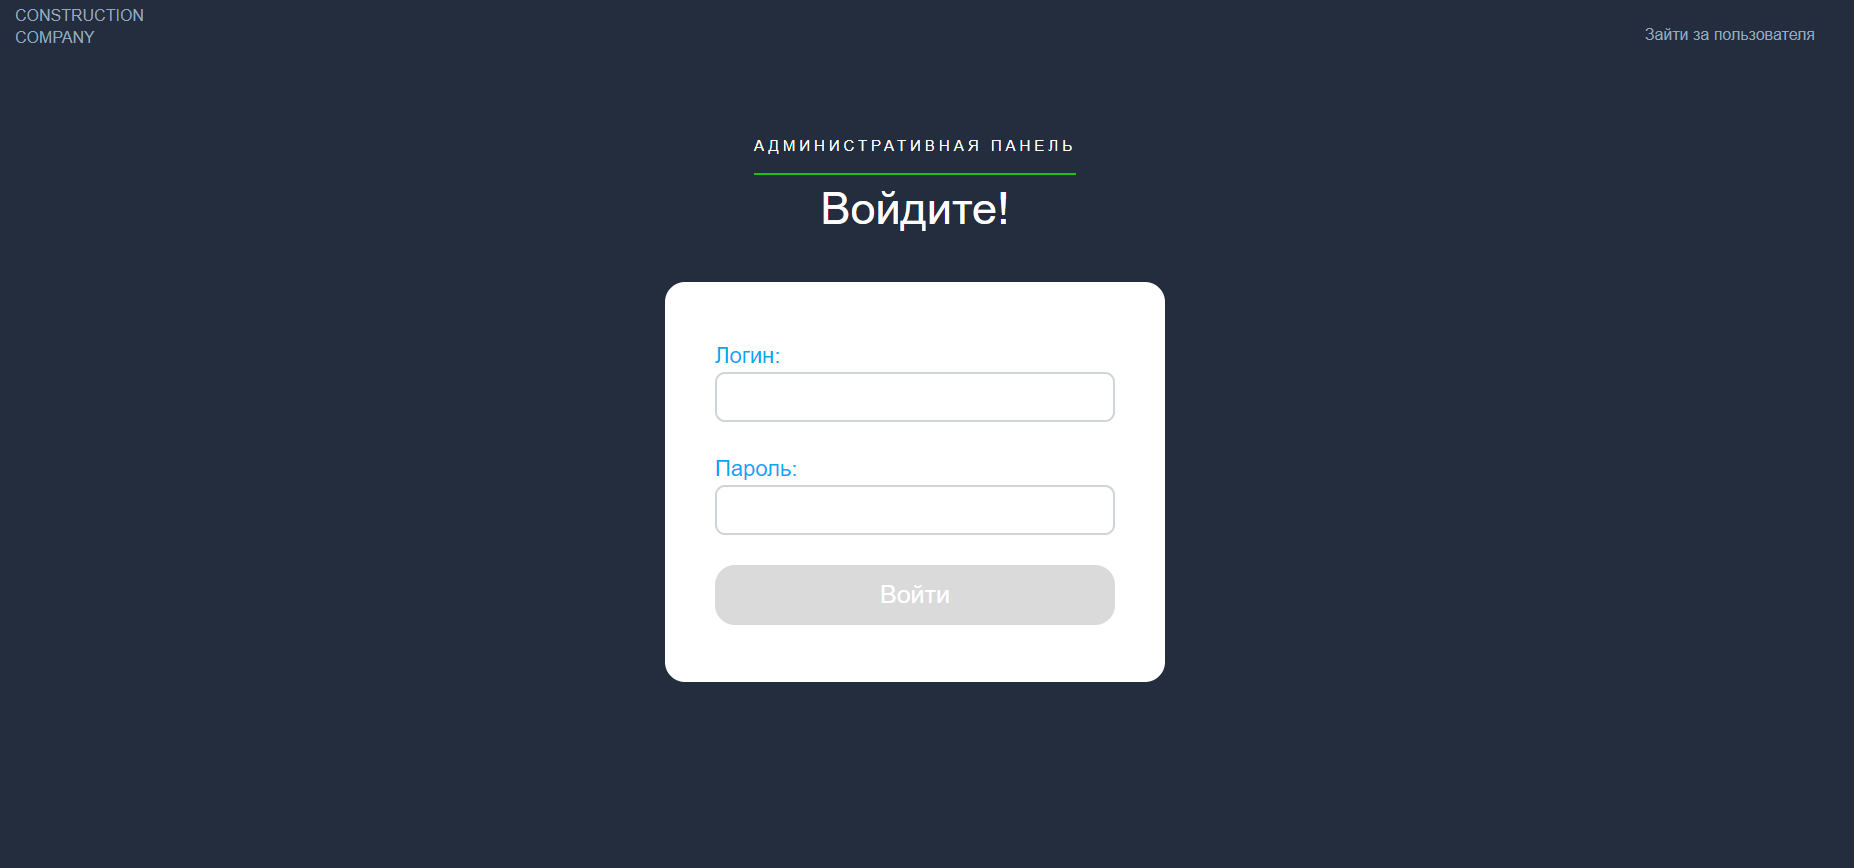 CONSTRUCTION
COMPANY
Зайти за пользователя
АДМИНИСТРАТИВНАЯ ПАНЕЛЬ
Войдите!
Логин:
Пароль:
Войти